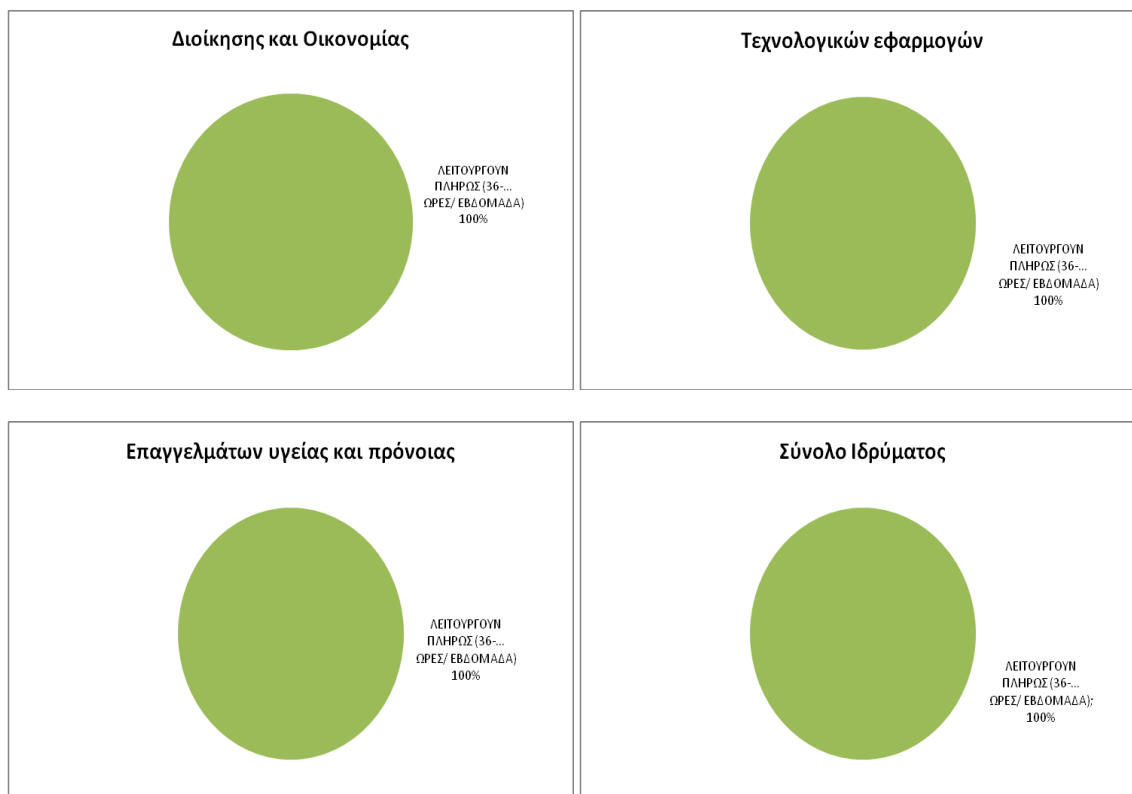 Διοίκησης και Οικονομίας
ΛΕΙΤΟΥΡΓΟΥΝ
ΠΛΗΡΩΣ (36-...
ΩΡΕΣ/ ΕΒΔΟΜΑΔΑ)
100%
Τεχνολογικών εφαρμογών
ΛΕΙΤΟΥΡΓΟΥΝ
ΠΛΗΡΩΣ (36-...
ΩΡΕΣ/ ΕΒΔΟΜΑΔΑ)
100%
Επαγγελμάτων υγείας και πρόνοιας
ΛΕΙΤΟΥΡΓΟΥΝ
ΠΛΗΡΩΣ (36-...
ΩΡΕΣ/ ΕΒΔΟΜΑΔΑ)
100%
Σύνολο Ιδρύματος
ΛΕΙΤΟΥΡΓΟΥΝ
ΠΛΗΡΩΣ (36-...
ΩΡΕΣ/ ΕΒΔΟΜΑΔΑ);
100%